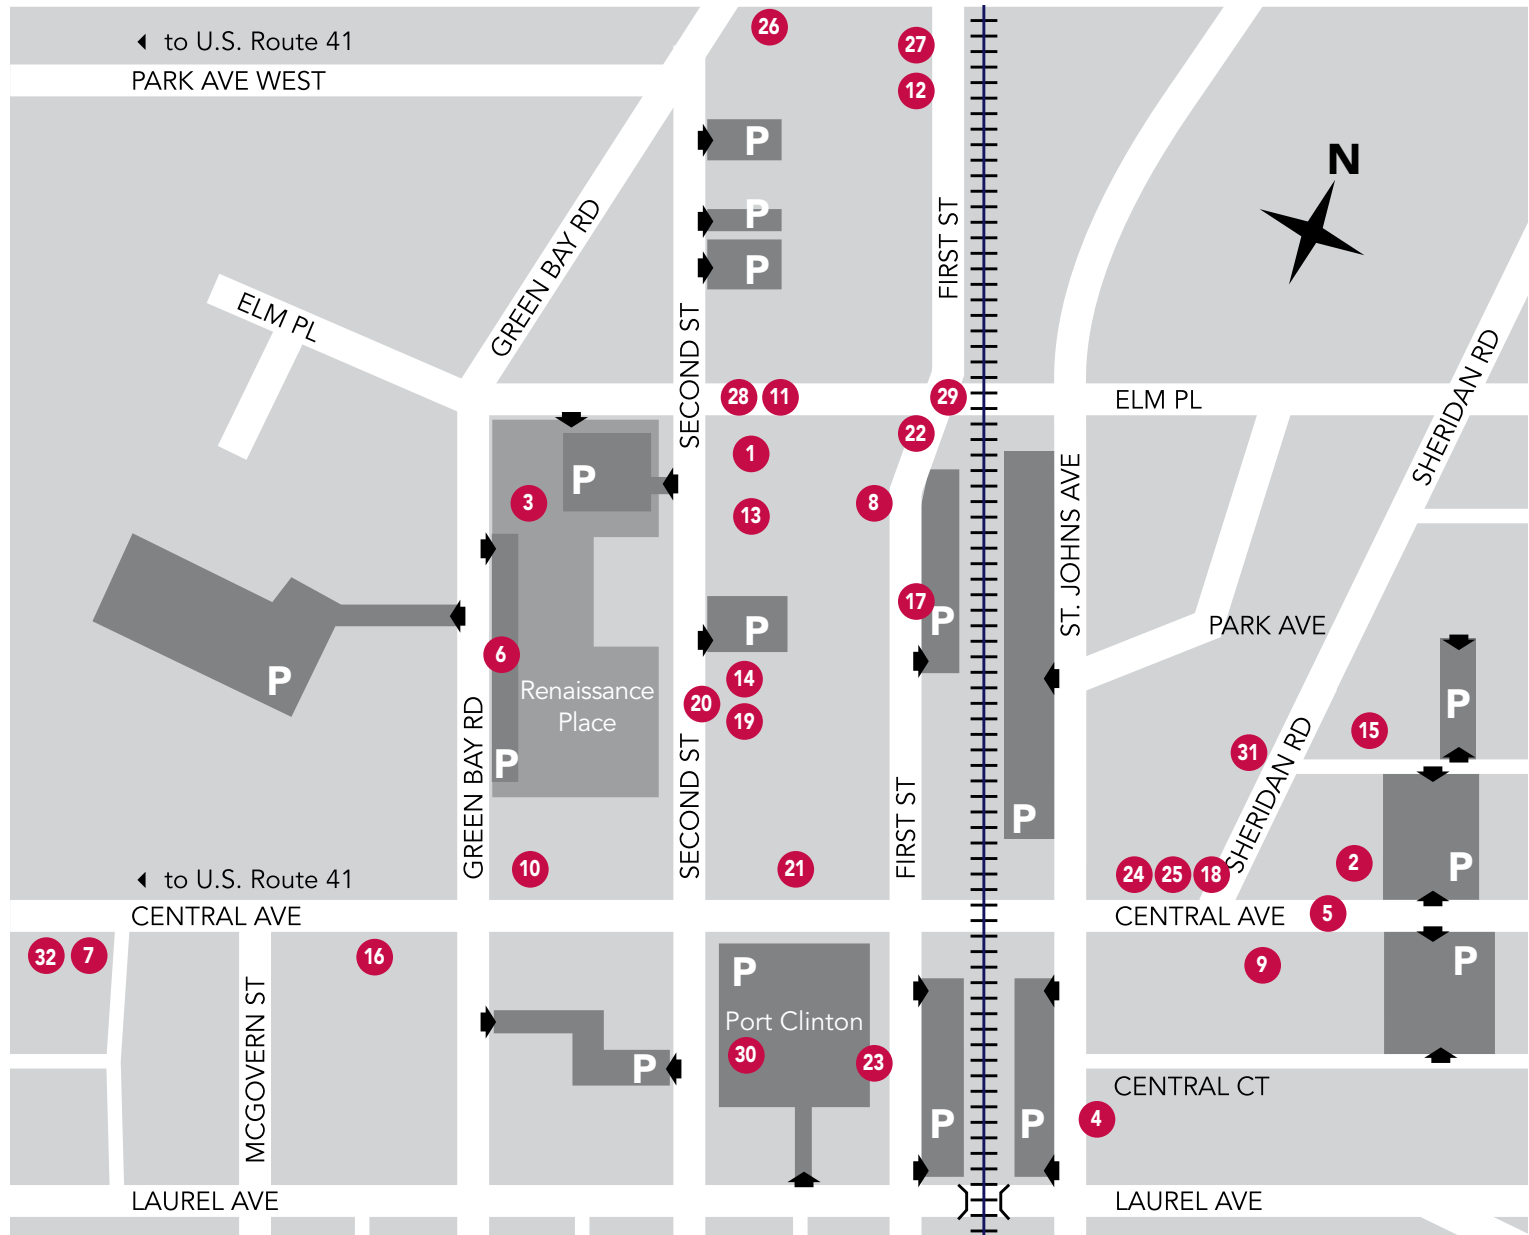 26
to U.S. Route 41
27
PARK AVE WEST
12
P
N
P
FIRST ST
P
GREEN BAY RD
ELM PL
SECOND ST
SHERIDAN RD
28
11
29
ELM PL
22
1
P
3
8
13
ST. JOHNS AVE
17
P
P
PARK AVE
6
P
14
Renaissance
Place
20
19
P
15
31
GREEN BAY RD
SECOND ST
FIRST ST
SHERIDAN RD
P
P
10
21
24
25
18
2
P
to U.S. Route 41
CENTRAL AVE
CENTRAL AVE
5
32
7
16
9
P
P
MCGOVERN ST
Port Clinton
30
23
P
CENTRAL CT
P
P
4
LAUREL AVE
LAUREL AVE